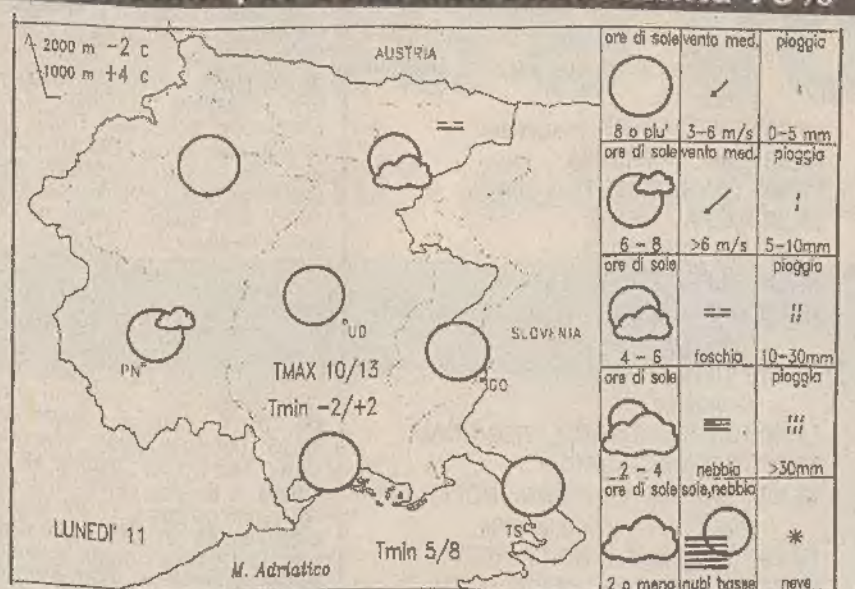 2000 m -2 c
1000 m +4 c
AUSTRIA
SLOVENIA
UD
PN
GO
TMAX 10/13
Tmin -2/+2
TS
LUNEDI' 11
Tmin 5/8
M. Adriatico
ore di sole vento med. pioggia
8 o piu' 3-6 m/s 0-5 mm
ore di sole vento med. pioggia
6 - 8 >6 m/s 5-10mm
ore di sole pioggia
4 - 6 foschia 10-30mm
ore di sole pioggia
2 - 4 nebbia >30mm
ore di sole sole,nebbia
2 o meno nubi basse neve